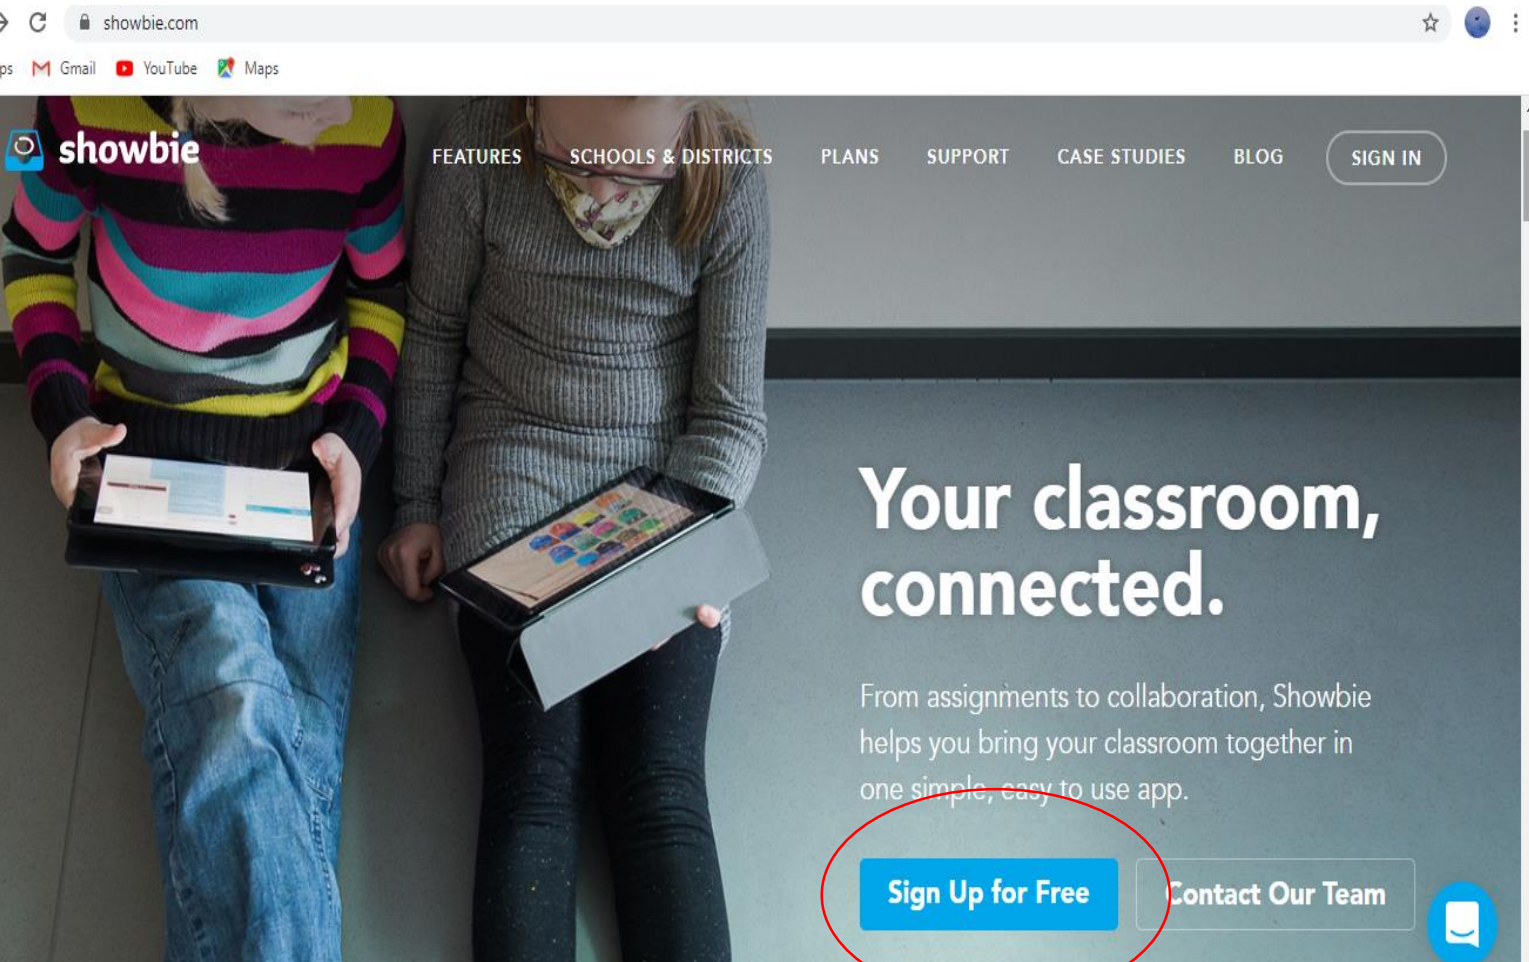 showbie.com
ps Gmail YouTube Maps
showbie FEATURES SCHOOLS & DISTRICTS PLANS SUPPORT CASE STUDIES BLOG SIGN IN
Your classroom,
connected.
From assignments to collaboration, Showbie
helps you bring your classroom together in
one simple, easy to use app.
Sign Up for Free Contact Our Team